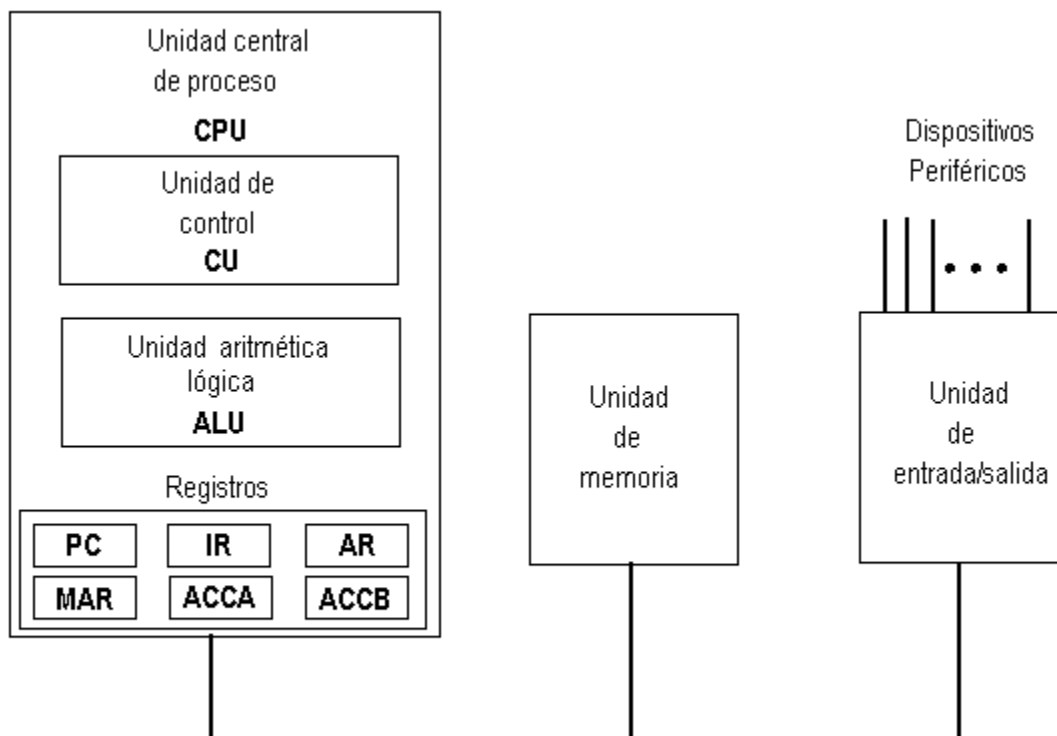 Unidad central
de proceso
CPU
Unidad de
control
CU
Unidad aritmética
lógica
ALU
Registros
PC IR AR
MAR ACCA ACCB
Unidad
de
memoria
Dispositivos
Periféricos
Unidad
de
entrada/salida